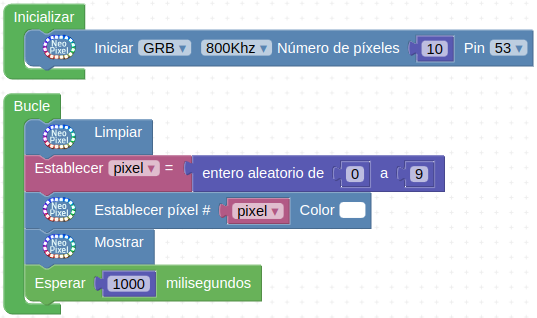 Inicializar
Neo Pixel Iniciar GRB 800Khz Número de píxeles 10 Pin 53
Bucle
Neo Pixel Limpiar
Establecer pixel = entero aleatorio de 0 a 9
Neo Pixel Establecer píxel # pixel Color
Neo Pixel Mostrar
Esperar 1000 milisegundos